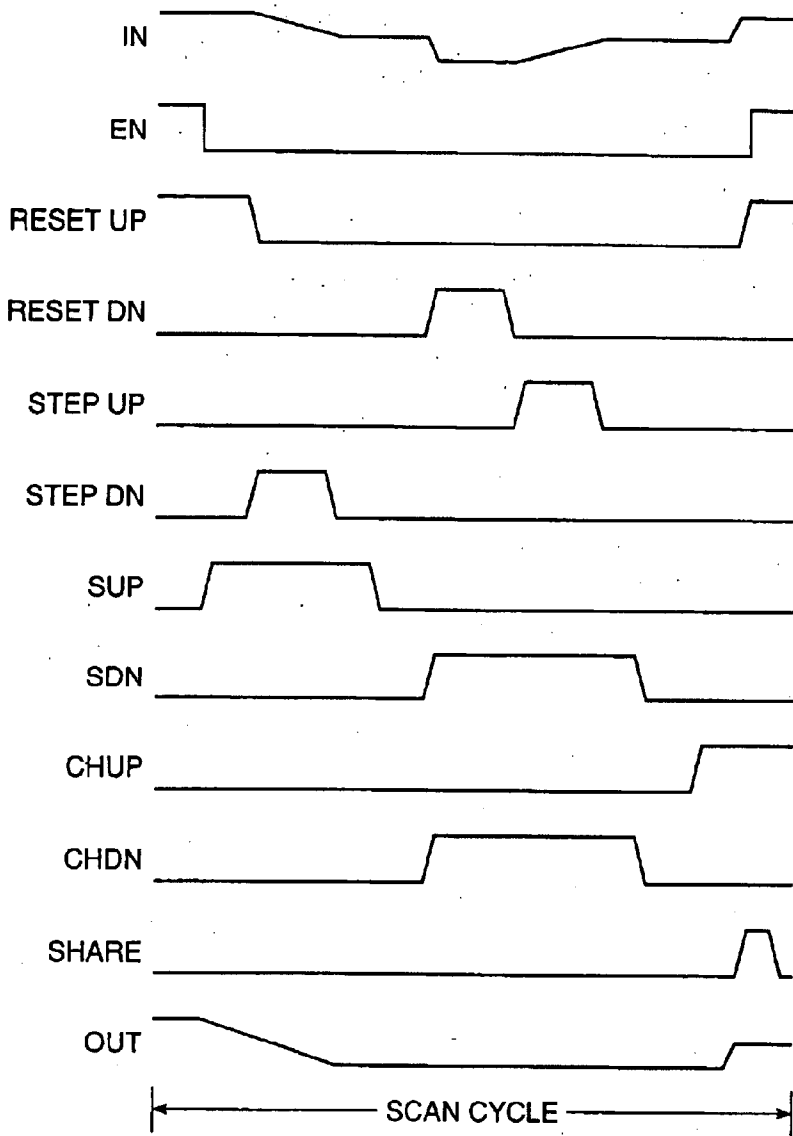 IN
EN
RESET UP
RESET DN
STEP UP
STEP DN
SUP
SDN
CHUP
CHDN
SHARE
OUT
SCAN CYCLE